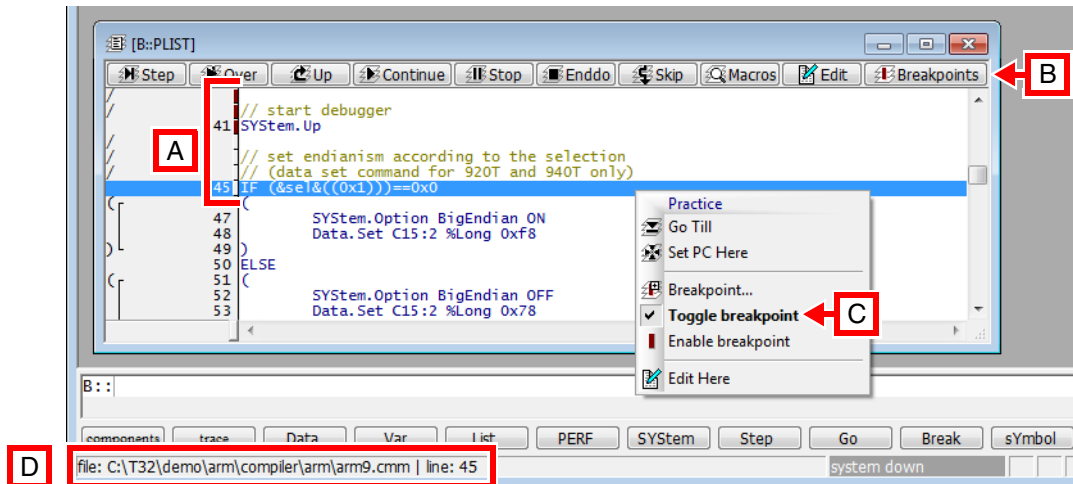 [B::PLIST]
Step Over Up Continue Stop Enddo Skip Macros Edit Breakpoints
B
/
/ // start debugger
41 SYStem.Up
/
/ // set endianism according to the selection
/ // (data set command for 920T and 940T only)
A
45 IF (&sel&((0x1)))==0x0
( (
47 SYStem.Option BigEndian ON
48 Data.Set C15:2 %Long 0xf8
) 49 )
50 ELSE
( 51 (
52 SYStem.Option BigEndian OFF
53 Data.Set C15:2 %Long 0x78
Practice
Go Till
Set PC Here
Breakpoint...
Toggle breakpoint
C
Enable breakpoint
Edit Here
B::
components trace Data Var List PERF SYStem Step Go Break sYmbol
D
file: C:\T32\demo\arm\compiler\arm\arm9.cmm | line: 45
system down